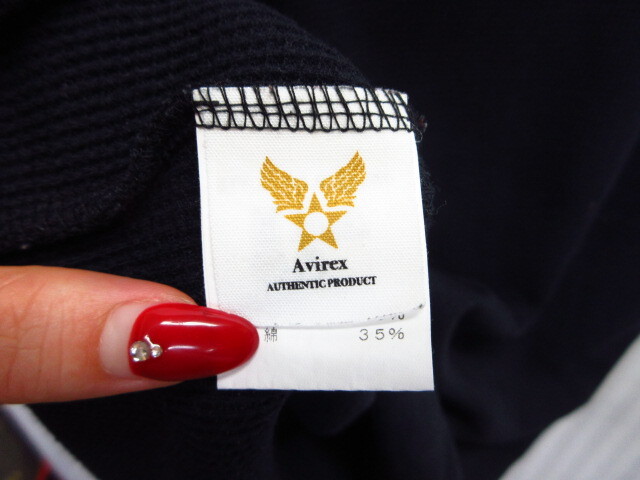 Avirex
AUTHENTIC PRODUCT
綿 35%